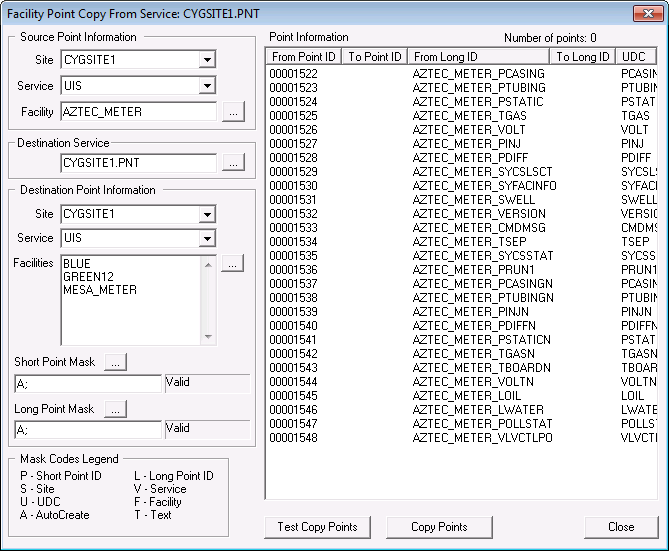 Facility Point Copy From Service: CYGSITE1.PNT
Source Point Information
Site CYGSITE1
Service UIS
Facility AZTEC_METER ...
Destination Service
CYGSITE1.PNT ...
Destination Point Information
Site CYGSITE1
Service UIS
Facilities BLUE ...
GREEN12
MESA_METER
Short Point Mask ...
A; Valid
Long Point Mask ...
A; Valid
Mask Codes Legend
P - Short Point ID L - Long Point ID
S - Site V - Service
U - UDC F - Facility
A - AutoCreate T - Text
Point Information Number of points: 0
From Point ID To Point ID From Long ID To Long ID UDC
00001522 AZTEC_METER_PCASING PCASIN
00001523 AZTEC_METER_PTUBING PTUBIN
00001524 AZTEC_METER_PSTATIC PSTAT
00001525 AZTEC_METER_TGAS TGAS
00001526 AZTEC_METER_VOLT VOLT
00001527 AZTEC_METER_PINJ PINJ
00001528 AZTEC_METER_PDIFF PDIFF
00001529 AZTEC_METER_SYCSLSCT SYCSLS
00001530 AZTEC_METER_SYFACINFO SYFACI
00001531 AZTEC_METER_SWELL SWELL
00001532 AZTEC_METER_VERSION VERSIO
00001533 AZTEC_METER_CMDMSG CMDMS
00001534 AZTEC_METER_TSEP TSEP
00001535 AZTEC_METER_SYCSSTAT SYCSS
00001536 AZTEC_METER_PRUN1 PRUN1
00001537 AZTEC_METER_PCASINGN PCASIN
00001538 AZTEC_METER_PTUBINGN PTUBIN
00001539 AZTEC_METER_PINJN PINJN
00001540 AZTEC_METER_PDIFFN PDIFFN
00001541 AZTEC_METER_PSTATICN PSTAT
00001542 AZTEC_METER_TGASN TGASN
00001543 AZTEC_METER_TBOARDN TBOAR
00001544 AZTEC_METER_VOLTN VOLTN
00001545 AZTEC_METER_LOIL LOIL
00001546 AZTEC_METER_LWATER LWATE
00001547 AZTEC_METER_POLLSTAT POLLST
00001548 AZTEC_METER_VLVCTLPO VLVCTL
Test Copy Points Copy Points Close